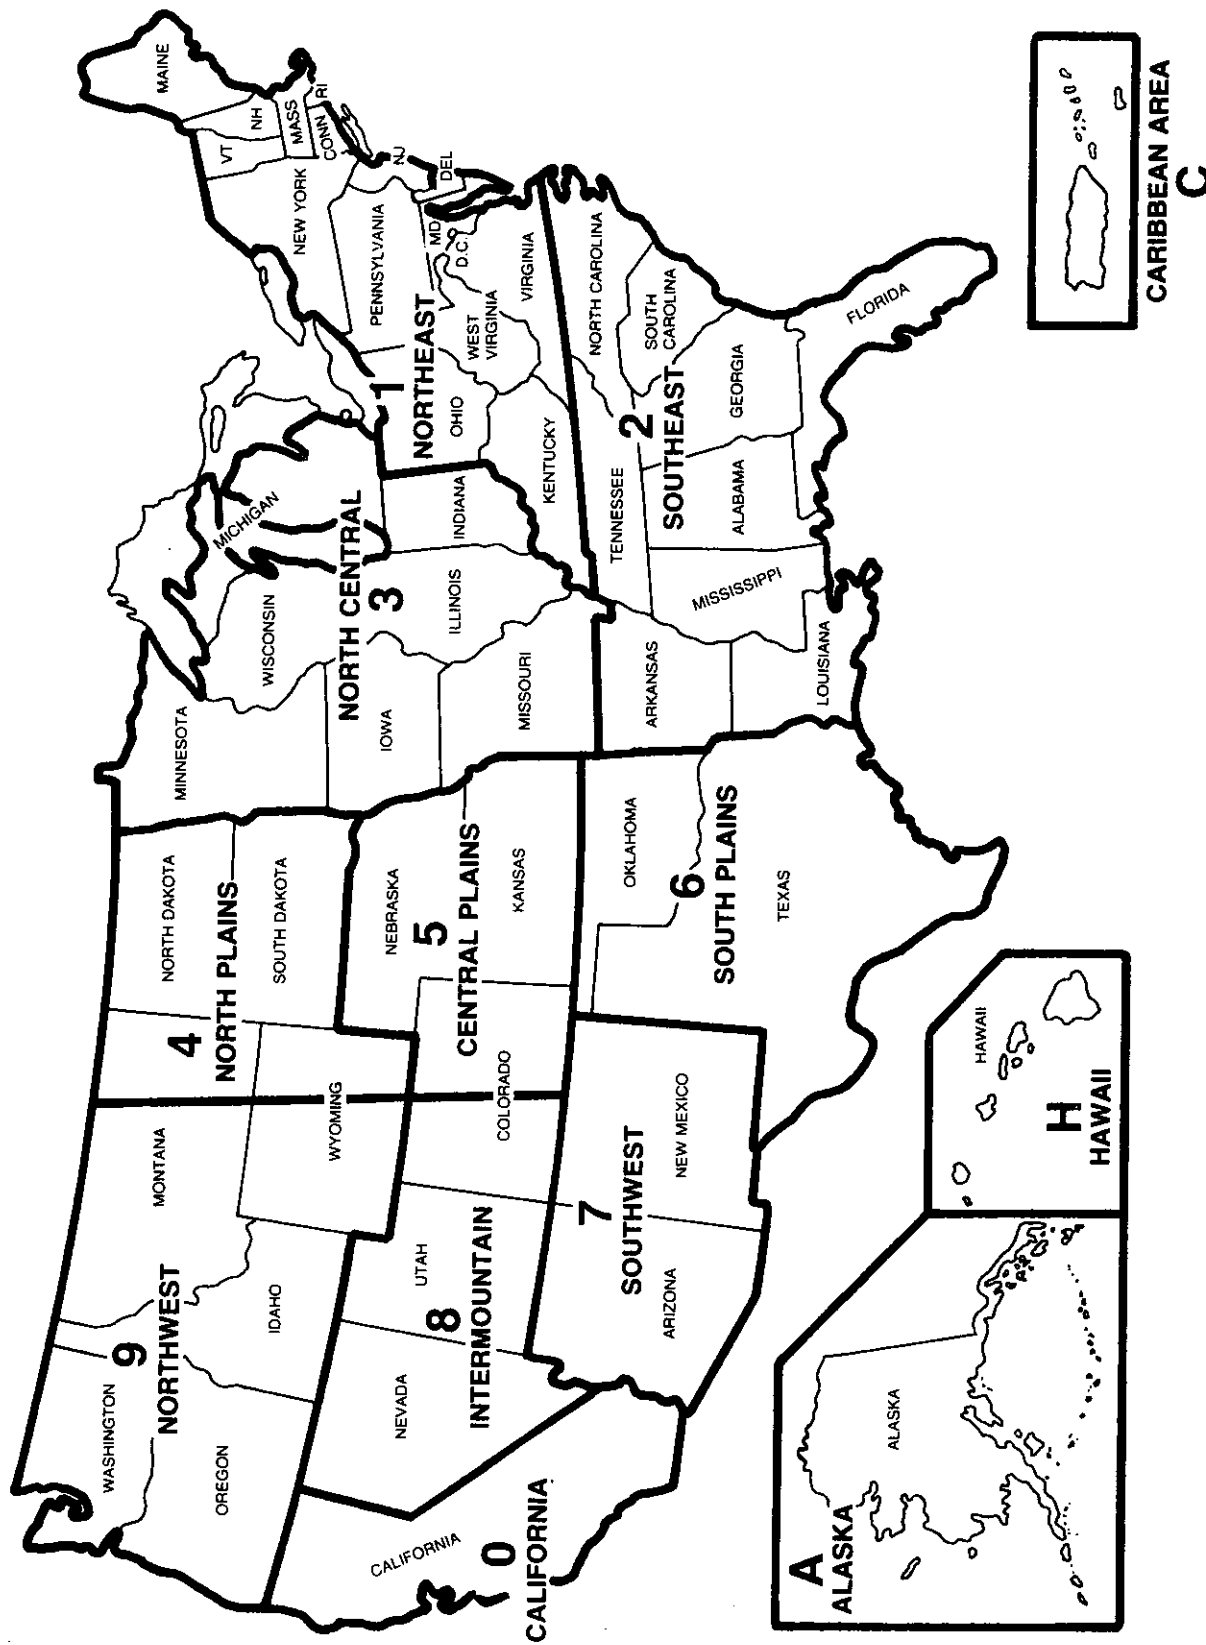 WASHINGTON
OREGON
9
NORTHWEST
MONTANA
IDAHO
WYOMING
4
NORTH PLAINS
NORTH DAKOTA
SOUTH DAKOTA
MINNESOTA
WISCONSIN
MICHIGAN
NORTH CENTRAL
3
IOWA
ILLINOIS
INDIANA
MISSOURI
1
NORTHEAST
MAINE
VT
NH
MASS
RI
CONN
NEW YORK
NJ
PENNSYLVANIA
DEL
MD
D.C.
OHIO
WEST
VIRGINIA
VIRGINIA
KENTUCKY
0
CALIFORNIA
CALIFORNIA
NEVADA
UTAH
8
INTERMOUNTAIN
COLORADO
NEBRASKA
5
CENTRAL PLAINS
KANSAS
7
SOUTHWEST
ARIZONA
NEW MEXICO
OKLAHOMA
6
SOUTH PLAINS
TEXAS
2
SOUTHEAST
TENNESSEE
NORTH CAROLINA
SOUTH
CAROLINA
ARKANSAS
MISSISSIPPI
ALABAMA
GEORGIA
LOUISIANA
FLORIDA
ALASKA
A
ALASKA
HAWAII
H
HAWAII
CARIBBEAN AREA
C